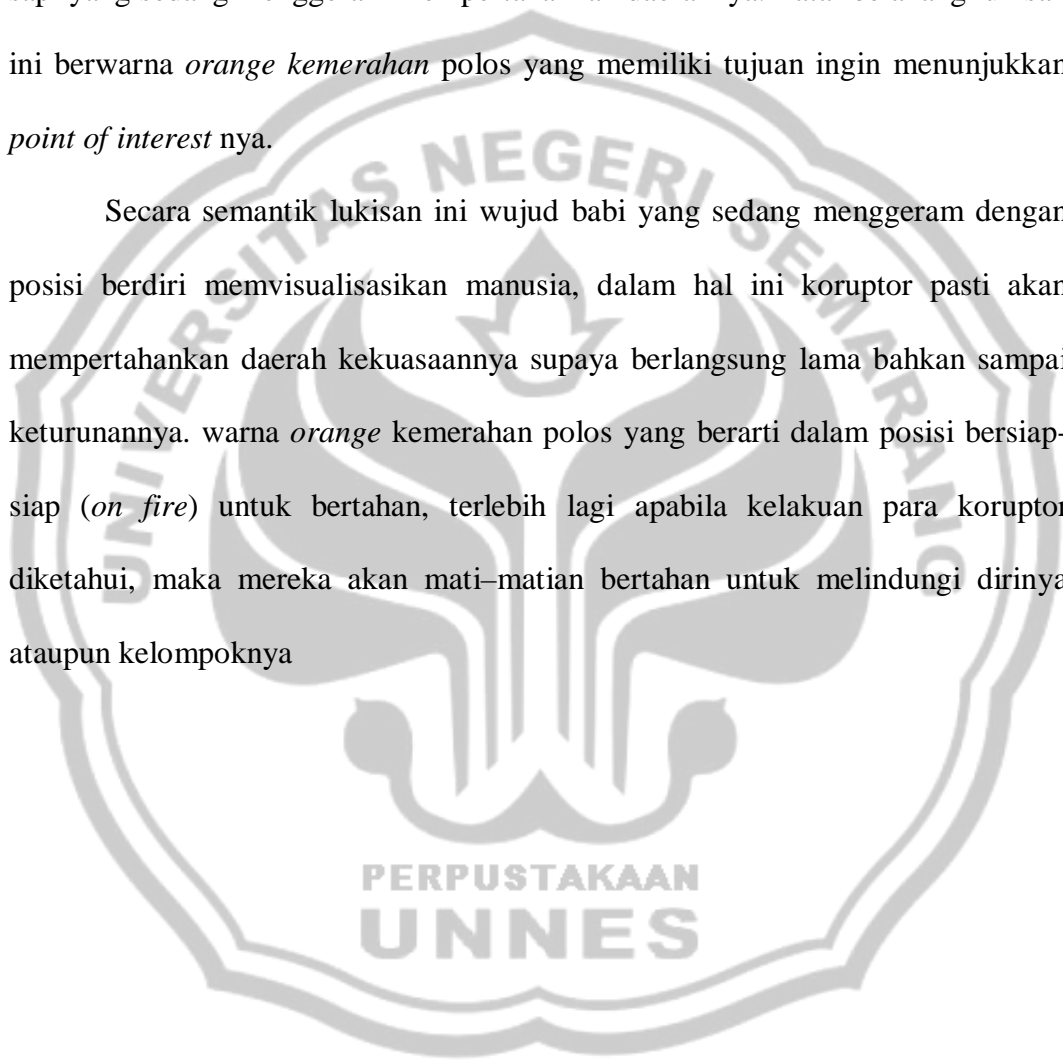 ini berwarna orange kemerahan polos yang memiliki tujuan ingin menunjukkan
point of interest nya.
Secara semantik lukisan ini wujud babi yang sedang menggeram dengan
posisi berdiri memvisualisasikan manusia, dalam hal ini koruptor pasti akan
mempertahankan daerah kekuasaannya supaya berlangsung lama bahkan sampai
keturunannya. warna orange kemerahan polos yang berarti dalam posisi bersiap-
siap (on fire) untuk bertahan, terlebih lagi apabila kelakuan para koruptor
diketahui, maka mereka akan mati–matian bertahan untuk melindungi dirinya
ataupun kelompoknya
UNIVERSITAS NEGERI SEMARANG
PERPUSTAKAAN
UNNES